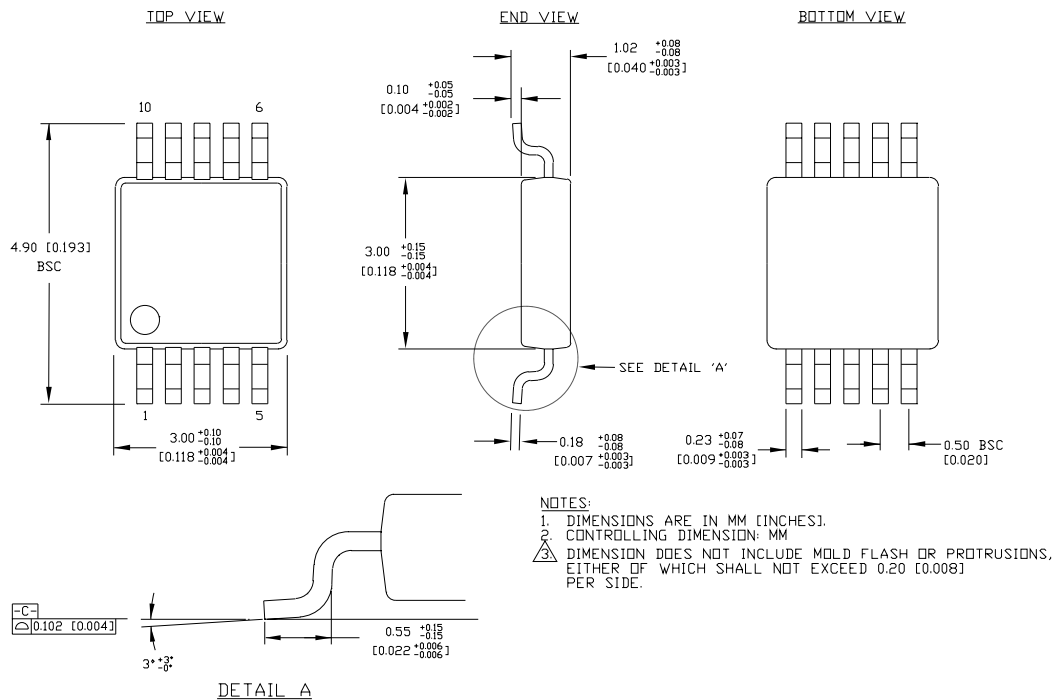 TOP VIEW
END VIEW
BOTTOM VIEW
1.02 +0.08 -0.08
[0.040 +0.003 -0.003]
0.10 +0.05 -0.05
[0.004 +0.002 -0.002]
10
6
4.90 [0.193]
BSC
3.00 +0.15 -0.15
[0.118 +0.004 -0.004]
SEE DETAIL 'A'
1
5
3.00 +0.10 -0.10
[0.118 +0.004 -0.004]
0.18 +0.08 -0.08
[0.007 +0.003 -0.003]
0.23 +0.07 -0.08
[0.009 +0.003 -0.003]
0.50 BSC
[0.020]
NOTES:
1. DIMENSIONS ARE IN MM [INCHES].
2. CONTROLLING DIMENSION: MM
3. DIMENSION DOES NOT INCLUDE MOLD FLASH OR PROTRUSIONS,
EITHER OF WHICH SHALL NOT EXCEED 0.20 [0.008]
PER SIDE.
-C-
0.102 [0.004]
0.55 +0.15 -0.15
[0.022 +0.006 -0.006]
3° +3° -0°
DETAIL A